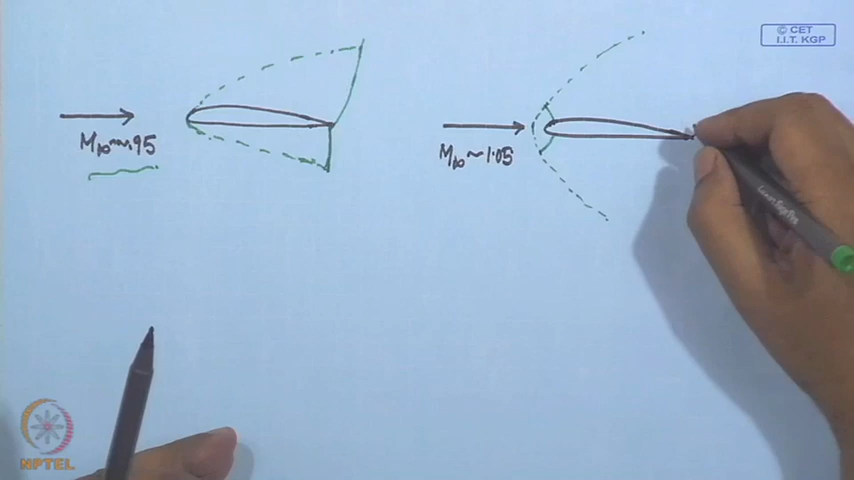 © CET
I.I.T. KGP
M∞ ~ .95
M∞ ~ 1.05
NPTEL